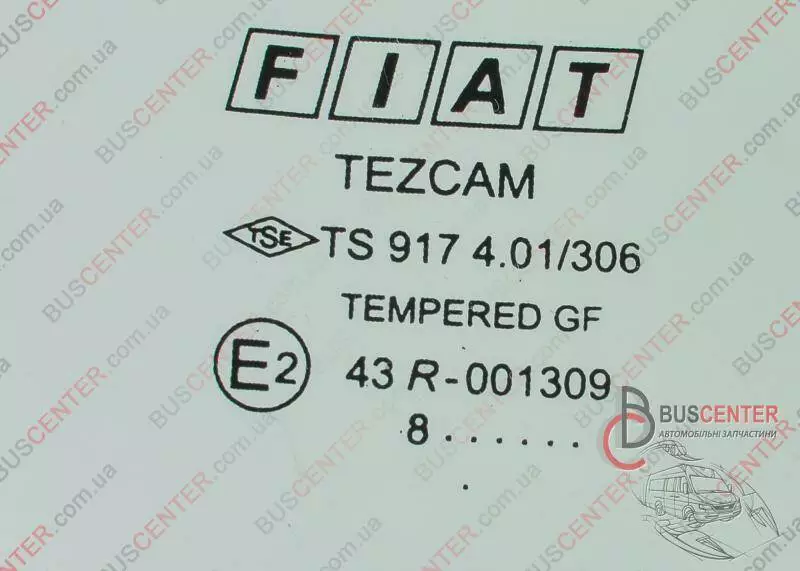 FIAT
TEZCAM
TSE TS 917 4.01/306
TEMPERED GF
E2 43 R-001309
8......
.
BUSCENTER
АВТОМОБІЛЬНІ ЗАПЧАСТИНИ
BUSCENTER.com.ua